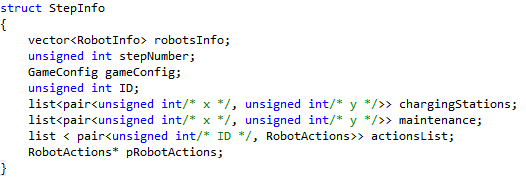 struct StepInfo
{
    vector<RobotInfo> robotsInfo;
    unsigned int stepNumber;
    GameConfig gameConfig;
    unsigned int ID;
    list<pair<unsigned int/* x */, unsigned int/* y */>> chargingStations;
    list<pair<unsigned int/* x */, unsigned int/* y */>> maintenance;
    list < pair<unsigned int/* ID */, RobotActions>> actionsList;
    RobotActions* pRobotActions;
}